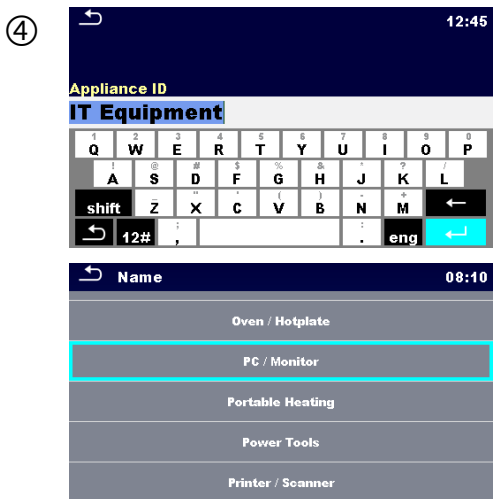 ④
12:45
Appliance ID
IT Equipment
1 2 3 4 5 6 7 8 9 0
Q W E R T Y U I O P
! @ # $ % & * ? /
A S D F G H J K L
- " ' ( ) : +
shift Z X C V B N M ←
; :
12# , . eng
Name 08:10
Oven / Hotplate
PC / Monitor
Portable Heating
Power Tools
Printer / Scanner